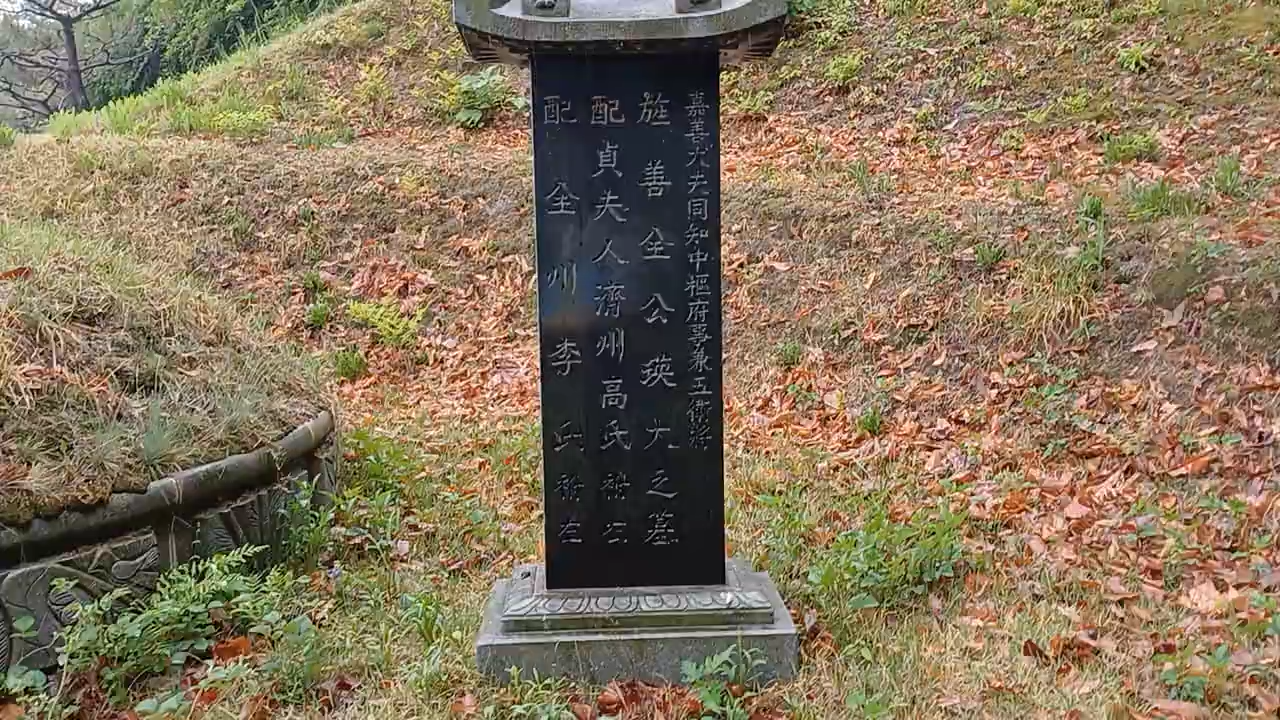 嘉善大夫同知中樞府事兼五衛將
旌善全公瑛大之墓
配貞夫人濟州高氏祔右
配全州李氏祔左